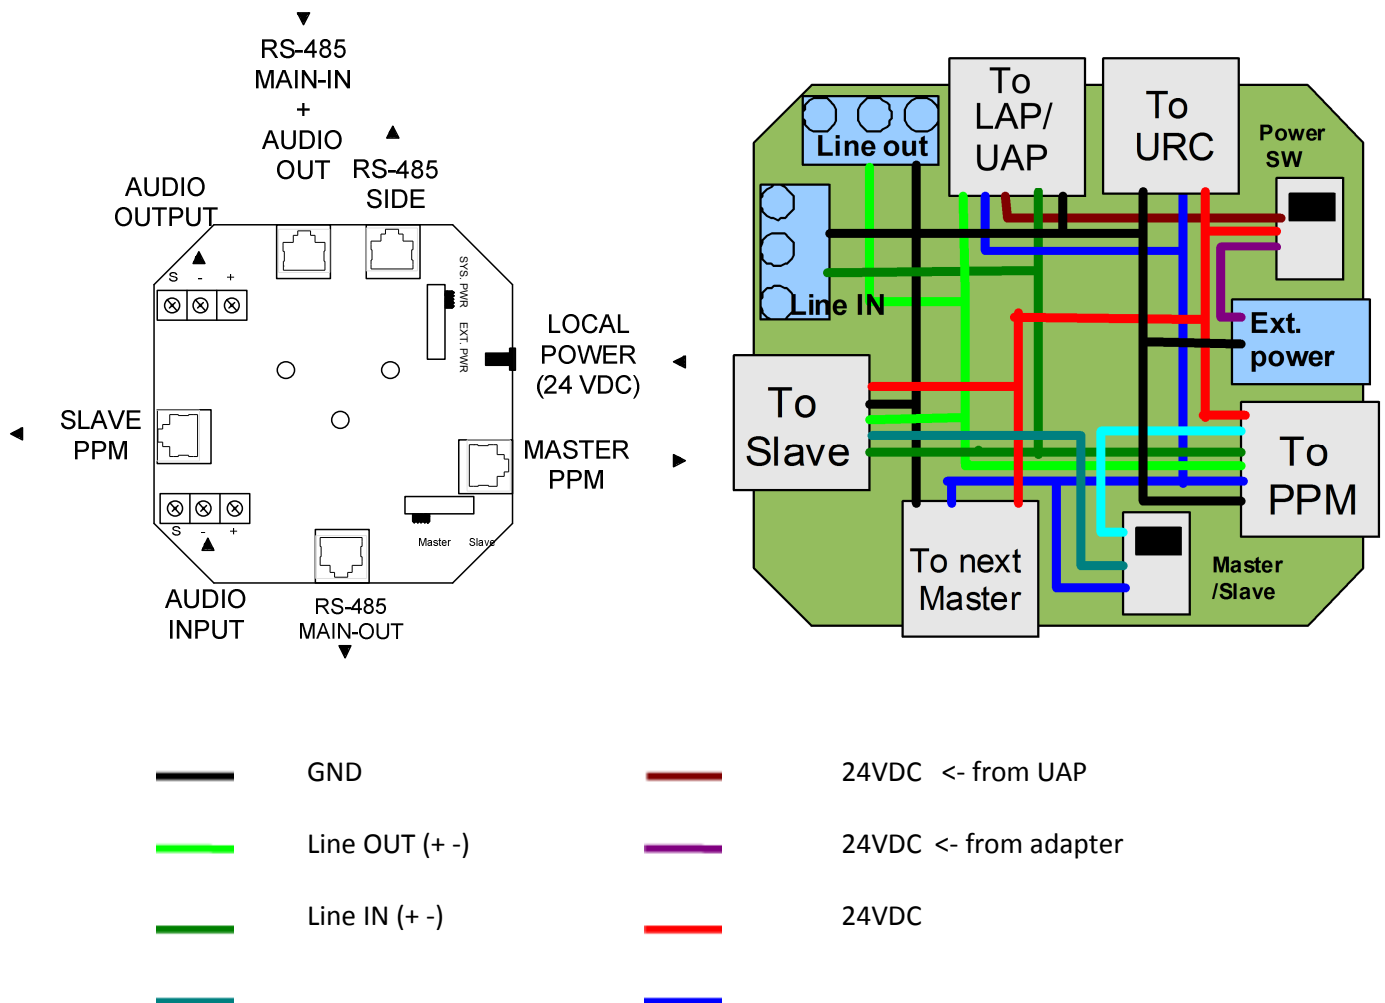 RS-485
MAIN-IN
+
AUDIO
OUT
RS-485
SIDE
AUDIO
OUTPUT
S - +
SYS. PWR
EXT. PWR
LOCAL
POWER
(24 VDC)
SLAVE
PPM
MASTER
PPM
S - +
Master Slave
AUDIO
INPUT
RS-485
MAIN-OUT
Line out
To
LAP/
UAP
To
URC
Power
SW
Line IN
Ext.
power
To
Slave
To
PPM
To next
Master
Master
/Slave
GND
24VDC <- from UAP
Line OUT (+ -)
24VDC <- from adapter
Line IN (+ -)
24VDC